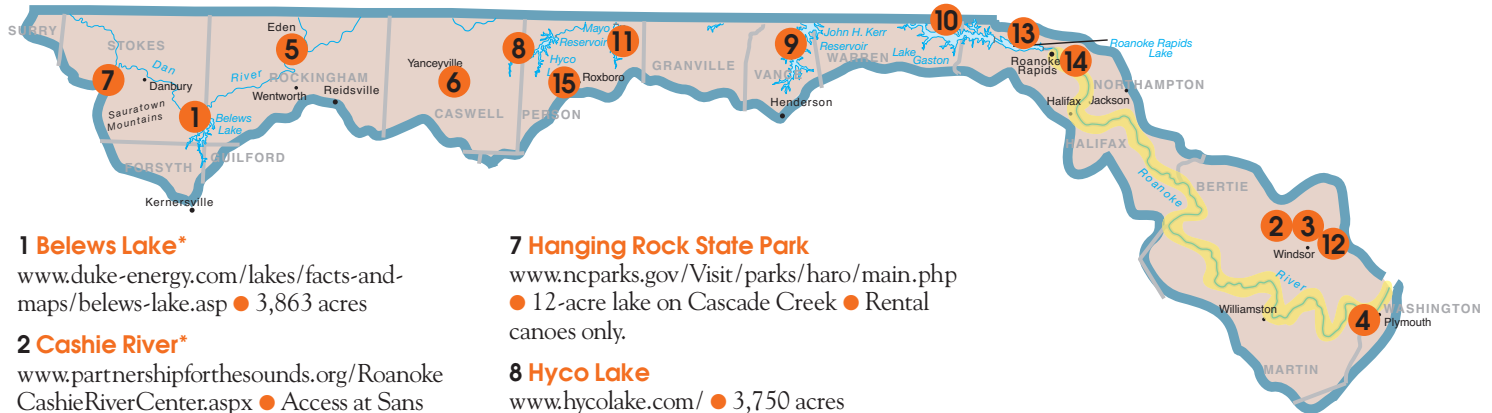 SURRY
STOKES
Dan
River
7
Danbury
Sauratown
Mountains
1
Belews
Lake
FORSYTH
GUILFORD
Kernersville
Eden
5
ROCKINGHAM
Wentworth
Reidsville
Yanceyville
6
CASWELL
8
Mayo
Reservoir
Hyco
11
15
Roxboro
PERSON
GRANVILLE
9
John H. Kerr
Reservoir
VANCE
Henderson
WARREN
10
Lake
Gaston
13
Roanoke Rapids
Lake
Roanoke
Rapids
14
NORTHAMPTON
Halifax
Jackson
HALIFAX
Roanoke
River
BERTIE
2
3
12
Windsor
Williamston
4
WASHINGTON
Plymouth
MARTIN
1 Belews Lake*
www.duke-energy.com/lakes/facts-and-
maps/belews-lake.asp ● 3,863 acres
2 Cashie River*
www.partnershipforthesounds.org/Roanoke
CashieRiverCenter.aspx ● Access at Sans
7 Hanging Rock State Park
www.ncparks.gov/Visit/parks/haro/main.php
● 12-acre lake on Cascade Creek ● Rental
canoes only.
8 Hyco Lake
www.hycolake.com/ ● 3,750 acres